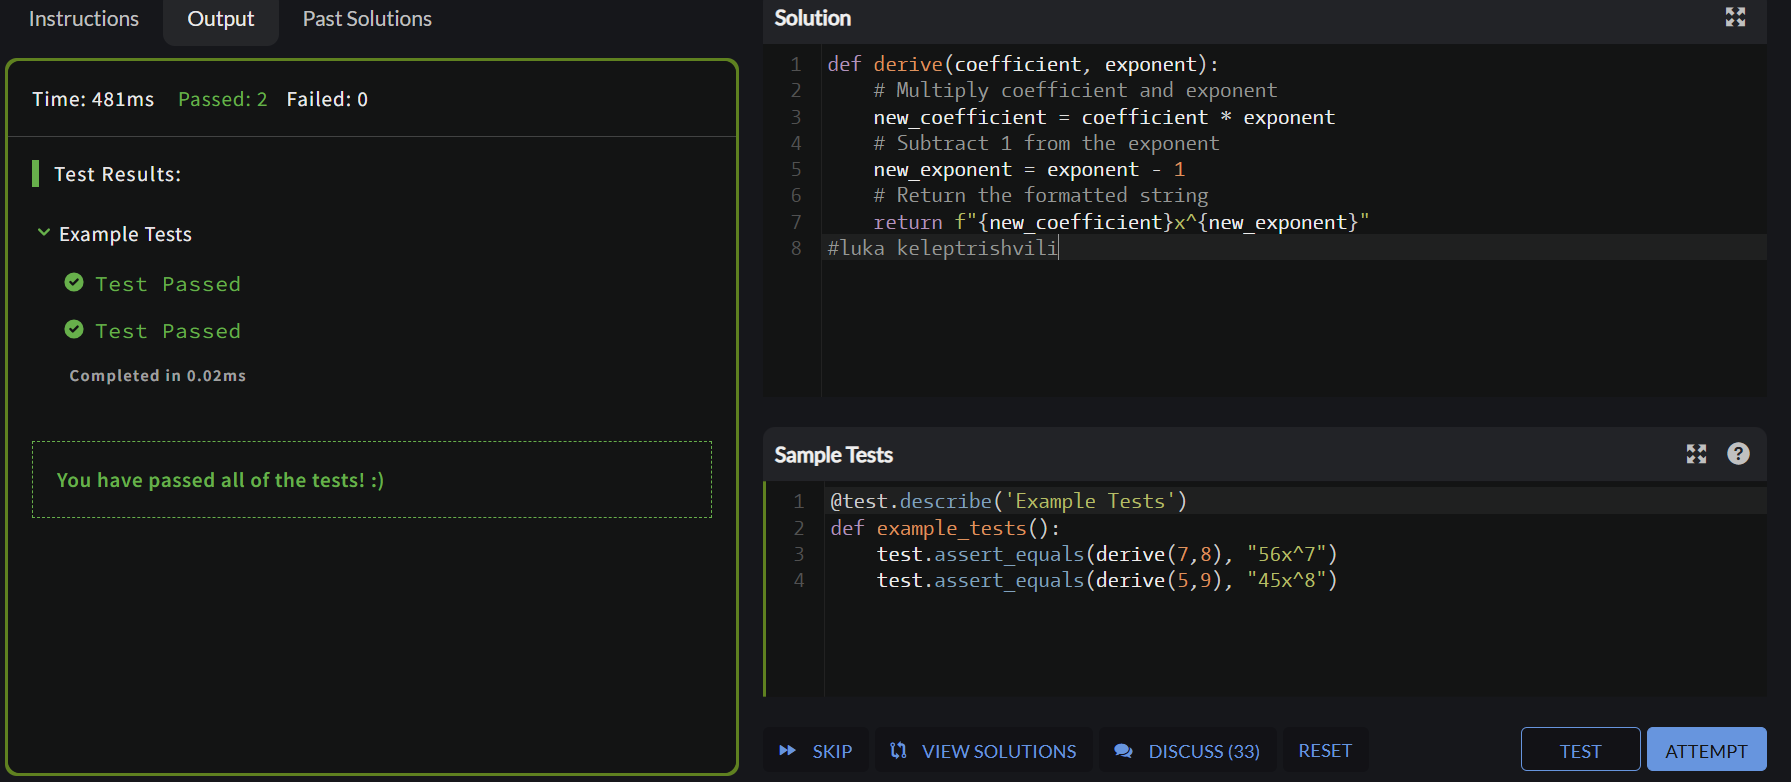 Instructions
Output
Past Solutions
Time: 481ms Passed: 2 Failed: 0
Test Results:
Example Tests
Test Passed
Test Passed
Completed in 0.02ms
You have passed all of the tests! :)
Solution
1 def derive(coefficient, exponent):
2     # Multiply coefficient and exponent
3     new_coefficient = coefficient * exponent
4     # Subtract 1 from the exponent
5     new_exponent = exponent - 1
6     # Return the formatted string
7     return f"{new_coefficient}x^{new_exponent}"
8 #luka keleptrishvili
Sample Tests
?
1 @test.describe('Example Tests')
2 def example_tests():
3     test.assert_equals(derive(7,8), "56x^7")
4     test.assert_equals(derive(5,9), "45x^8")
SKIP
VIEW SOLUTIONS
DISCUSS (33)
RESET
TEST
ATTEMPT